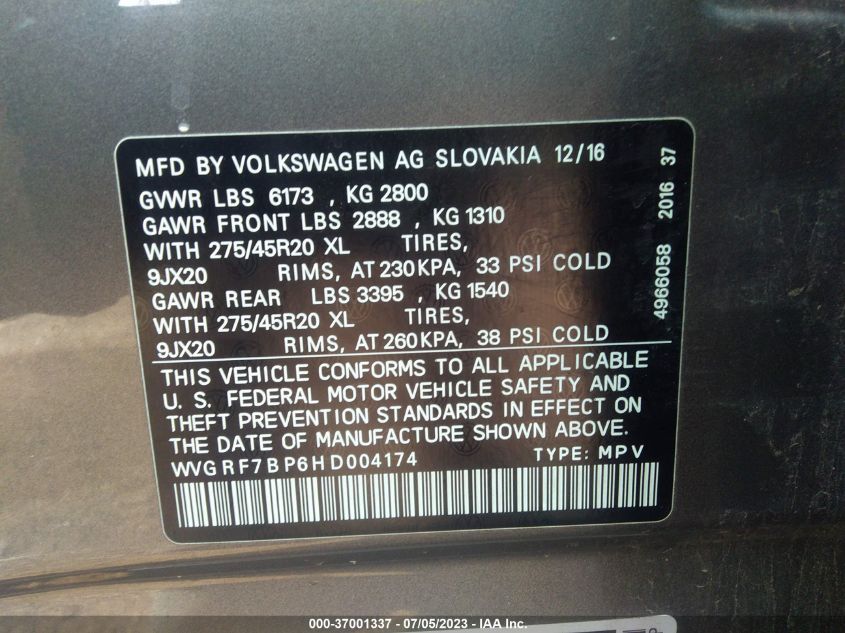 MFD BY VOLKSWAGEN AG SLOVAKIA 12/16
GVWR LBS 6173 , KG 2800
GAWR FRONT LBS 2888 , KG 1310
WITH 275/45R20 XL TIRES,
9JX20 RIMS, AT 230KPA, 33 PSI COLD
GAWR REAR LBS 3395 , KG 1540
WITH 275/45R20 XL TIRES,
9JX20 RIMS, AT 260KPA, 38 PSI COLD
THIS VEHICLE CONFORMS TO ALL APPLICABLE
U. S. FEDERAL MOTOR VEHICLE SAFETY AND
THEFT PREVENTION STANDARDS IN EFFECT ON
THE DATE OF MANUFACTURE SHOWN ABOVE.
WVGRF7BP6HD004174 TYPE: MPV
4966058 2016 37
000-37001337 - 07/05/2023 - IAA Inc.